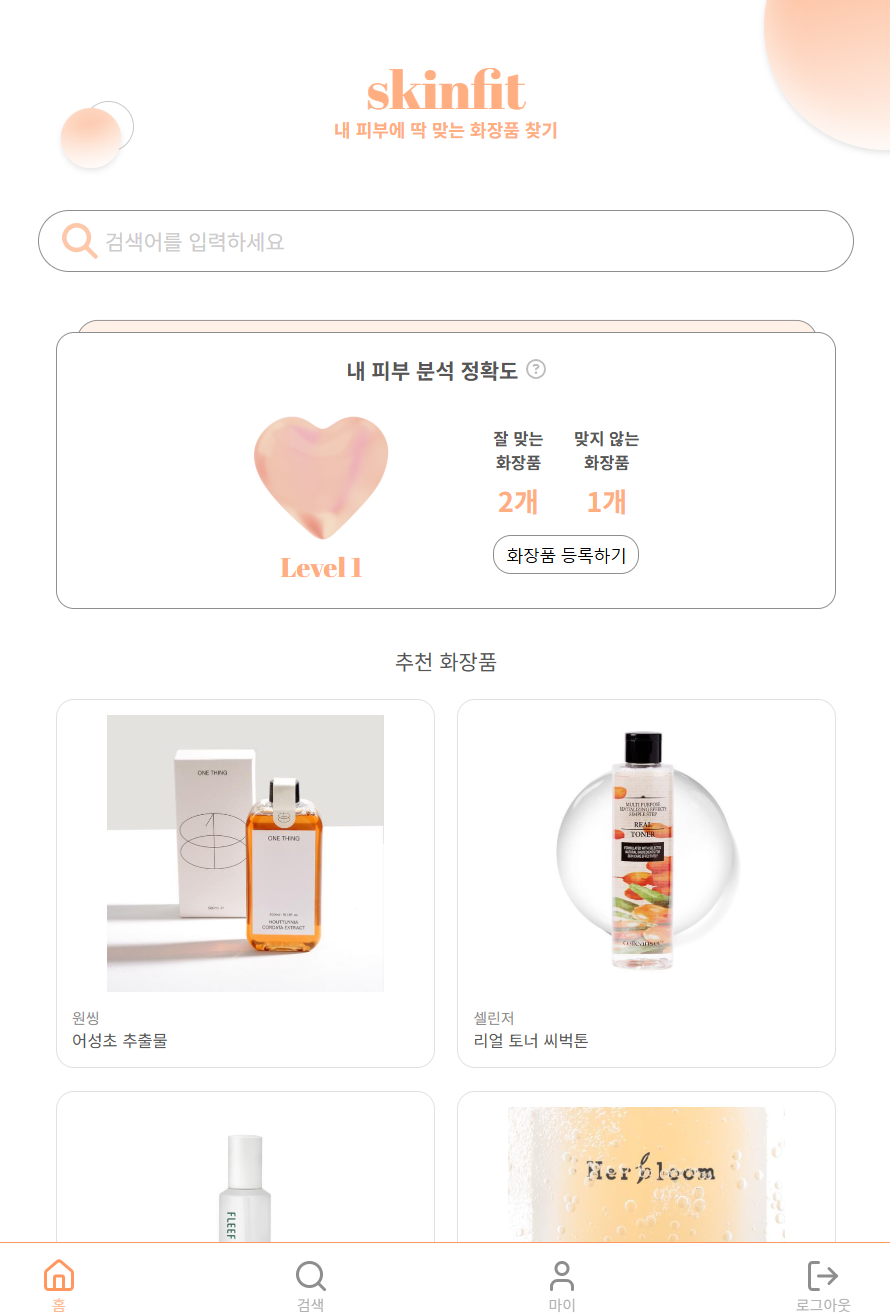 skinfit
내 피부에 딱 맞는 화장품 찾기
검색어를 입력하세요
내 피부 분석 정확도 ?
잘 맞는
화장품
2개
맞지 않는
화장품
1개
Level 1
화장품 등록하기
추천 화장품
ONE THING
ONE THING
HOUTTUYNIA
CORDATA EXTRACT
원씽
어성초 추출물
MULTI PURPOSE
REVITALIZING EFFECTS
SIMPLE STEP
REAL
TONER
셀린저
리얼 토너 씨벅톤
FLEEF
Herbloom
홈
검색
마이
로그아웃